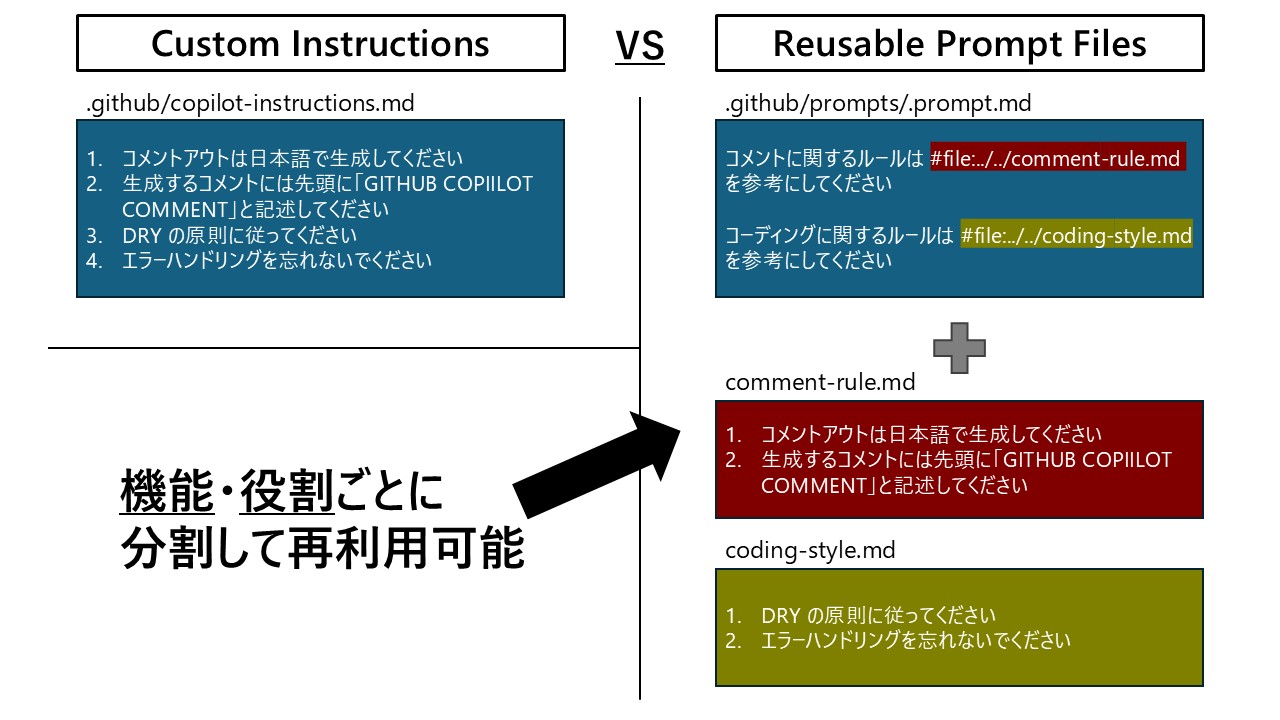 Custom Instructions
VS
Reusable Prompt Files
.github/copilot-instructions.md
1. コメントアウトは日本語で生成してください
2. 生成するコメントには先頭に「GITHUB COPIILOT
COMMENT」と記述してください
3. DRY の原則に従ってください
4. エラーハンドリングを忘れないでください
.github/prompts/.prompt.md
コメントに関するルールは #file:../../comment-rule.md
を参考にしてください
コーディングに関するルールは #file:../../coding-style.md
を参考にしてください
comment-rule.md
1. コメントアウトは日本語で生成してください
2. 生成するコメントには先頭に「GITHUB COPIILOT
COMMENT」と記述してください
機能・役割ごとに
分割して再利用可能
coding-style.md
1. DRY の原則に従ってください
2. エラーハンドリングを忘れないでください